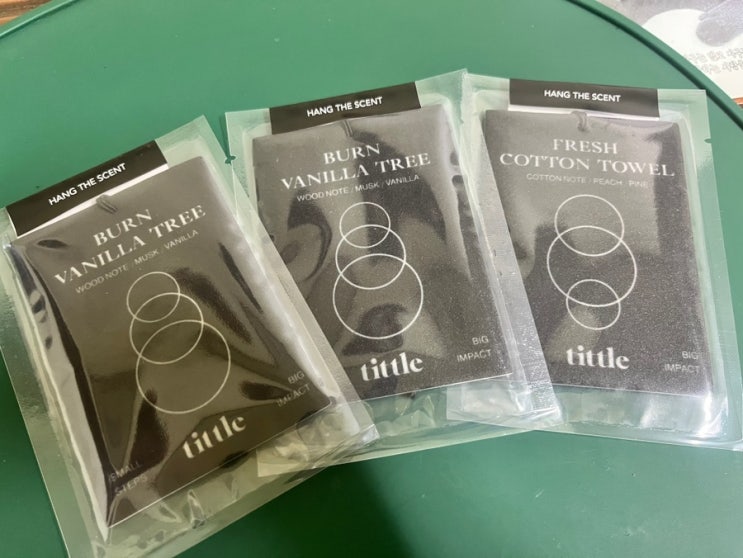 HANG THE SCENT
BURN
VANILLA TREE
WOOD NOTE / MUSK / VANILLA
tittle
BIG
IMPACT
SMALL
STEPS
HANG THE SCENT
BURN
VANILLA TREE
WOOD NOTE / MUSK / VANILLA
tittle
BIG
IMPACT
HANG THE SCENT
FRESH
COTTON TOWEL
COTTON NOTE / PEACH / PINE
tittle
BIG
IMPACT